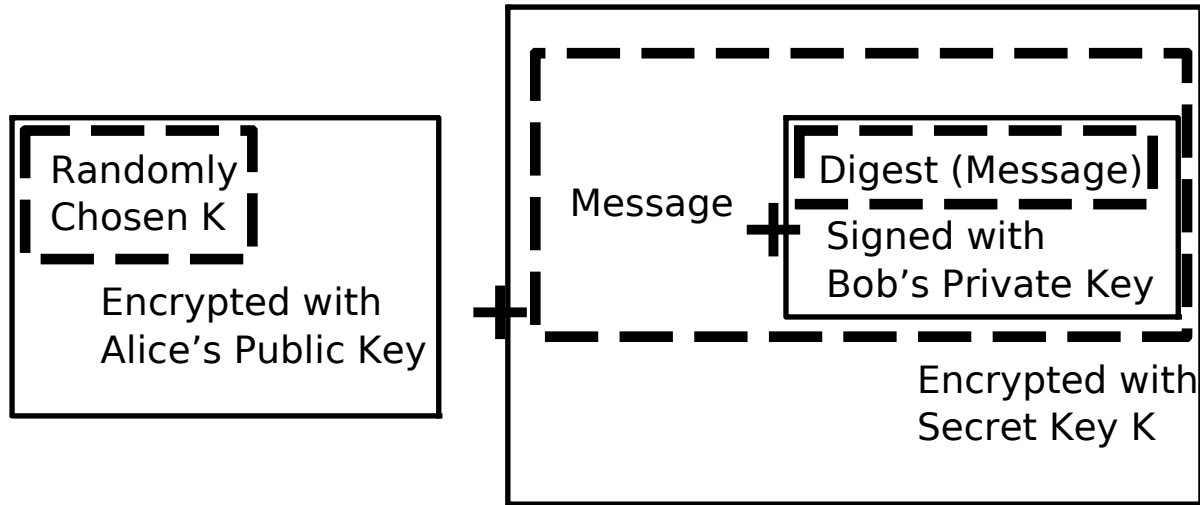 Randomly
Chosen K
Encrypted with
Alice’s Public Key
+
Message
+
Digest (Message)
Signed with
Bob’s Private Key
Encrypted with
Secret Key K